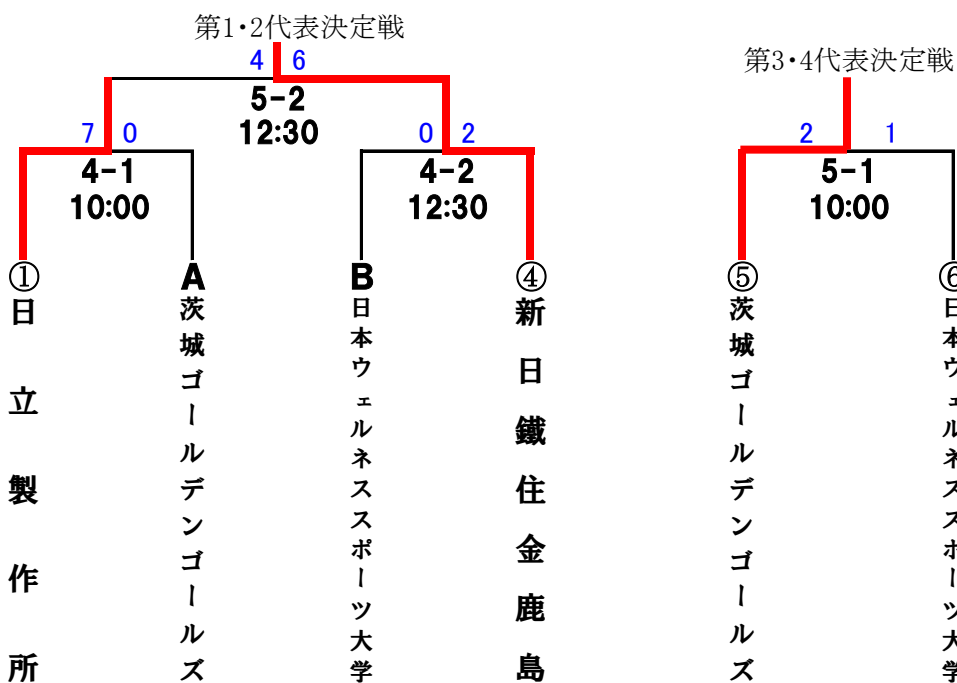 第1・2代表決定戦
4 6
5-2
12:30
7 0
4-1
10:00
0 2
4-2
12:30
①
日立製作所
A
茨城ゴールデンゴールズ
B
日本ウェルネススポーツ大学
④
新日鐵住金鹿島
第3・4代表決定戦
2 1
5-1
10:00
⑤
茨城ゴールデンゴールズ
⑥
日本ウェルネススポーツ大学